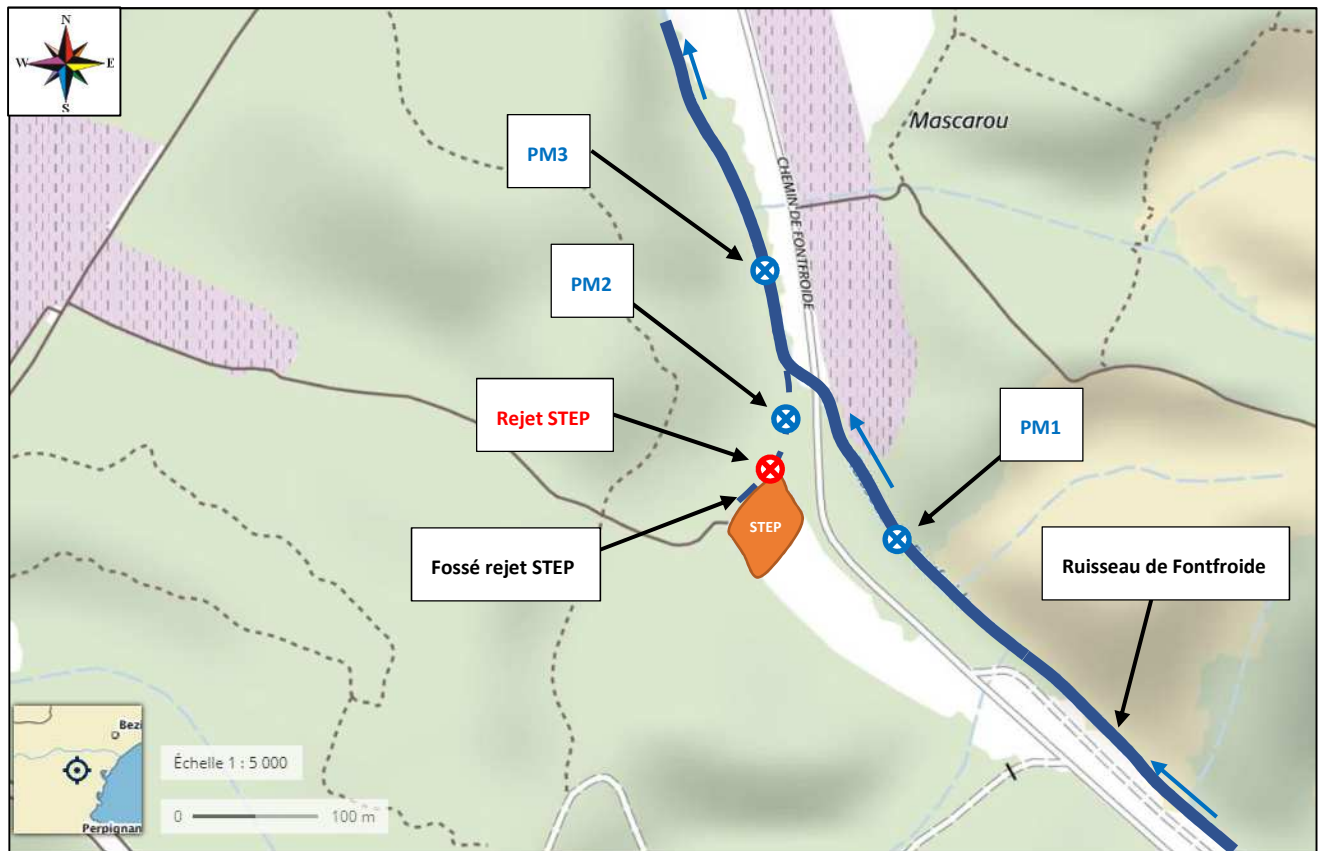 N
W E
S
Mascarou
PM3
CHEMIN DE FONTFROIDE
PM2
Rejet STEP
PM1
STEP
Fossé rejet STEP
Ruisseau de Fontfroide
Bezi
Perpignan
Échelle 1 : 5 000
0 100 m